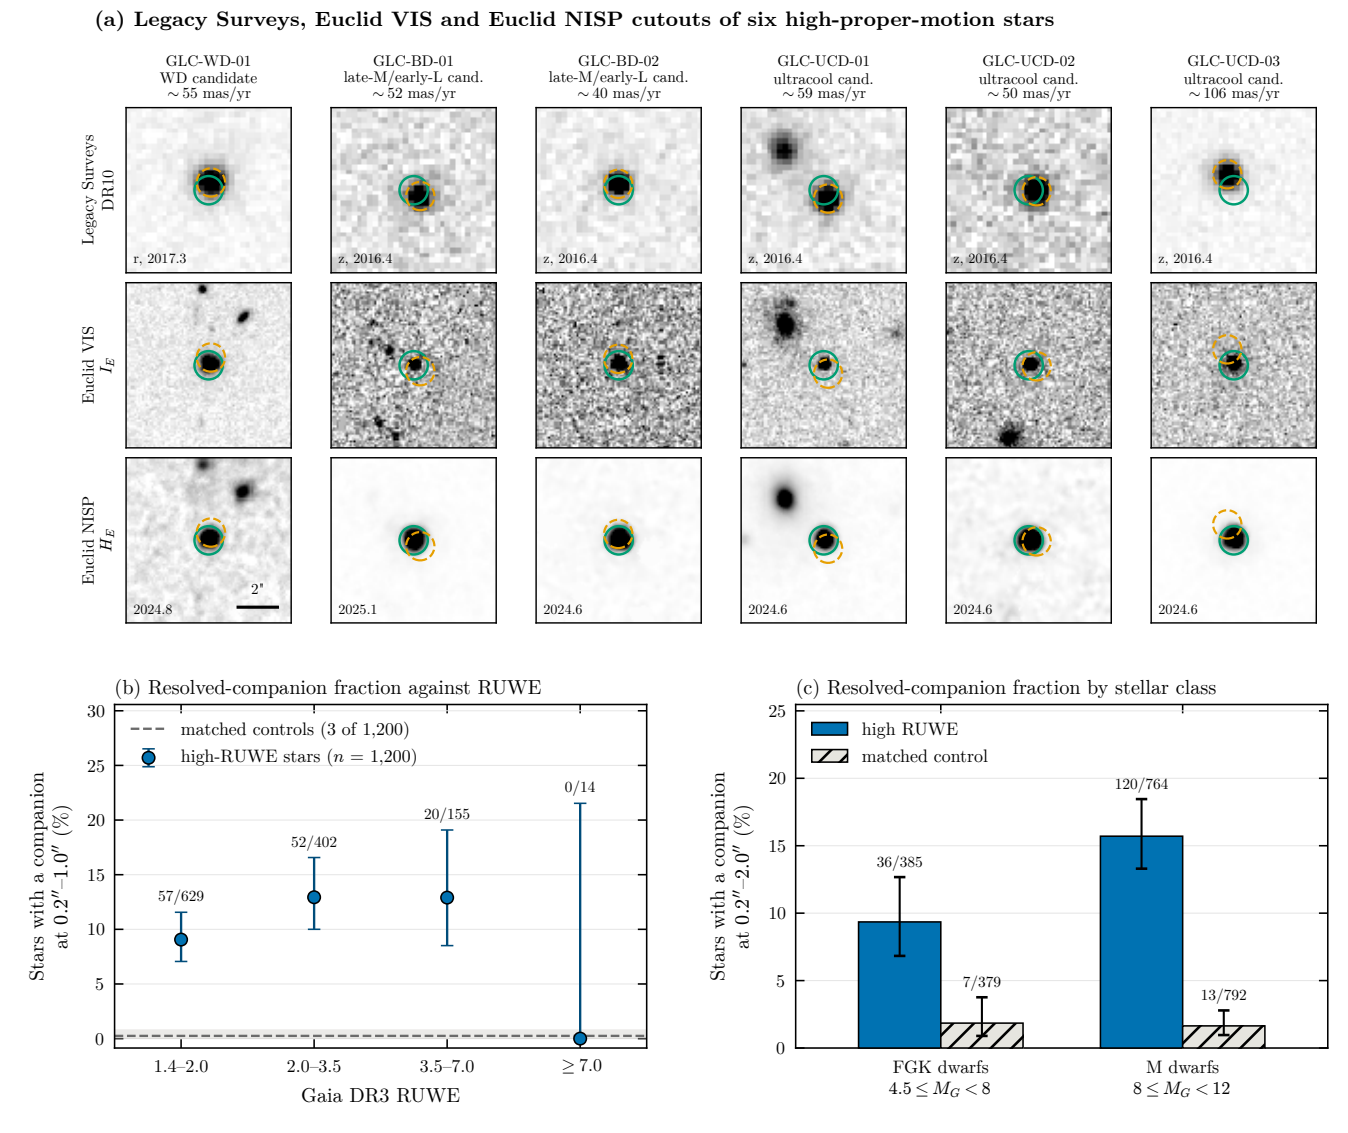 (a) Legacy Surveys, Euclid VIS and Euclid NISP cutouts of six high-proper-motion stars
GLC-WD-01
WD candidate
~ 55 mas/yr
GLC-BD-01
late-M/early-L cand.
~ 52 mas/yr
GLC-BD-02
late-M/early-L cand.
~ 40 mas/yr
GLC-UCD-01
ultracool cand.
~ 59 mas/yr
GLC-UCD-02
ultracool cand.
~ 50 mas/yr
GLC-UCD-03
ultracool cand.
~ 106 mas/yr
Legacy Surveys
DR10
r, 2017.3
z, 2016.4
z, 2016.4
z, 2016.4
z, 2016.4
z, 2016.4
Euclid VIS
I_E
Euclid NISP
H_E
2"
2024.8
2025.1
2024.6
2024.6
2024.6
2024.6
(b) Resolved-companion fraction against RUWE
Stars with a companion
at 0.2″–1.0″ (%)
30
25
20
15
10
5
0
matched controls (3 of 1,200)
high-RUWE stars (n = 1,200)
57/629
52/402
20/155
0/14
1.4–2.0
2.0–3.5
3.5–7.0
≥ 7.0
Gaia DR3 RUWE
(c) Resolved-companion fraction by stellar class
Stars with a companion
at 0.2″–2.0″ (%)
25
20
15
10
5
0
high RUWE
matched control
36/385
7/379
120/764
13/792
FGK dwarfs
4.5 ≤ M_G < 8
M dwarfs
8 ≤ M_G < 12